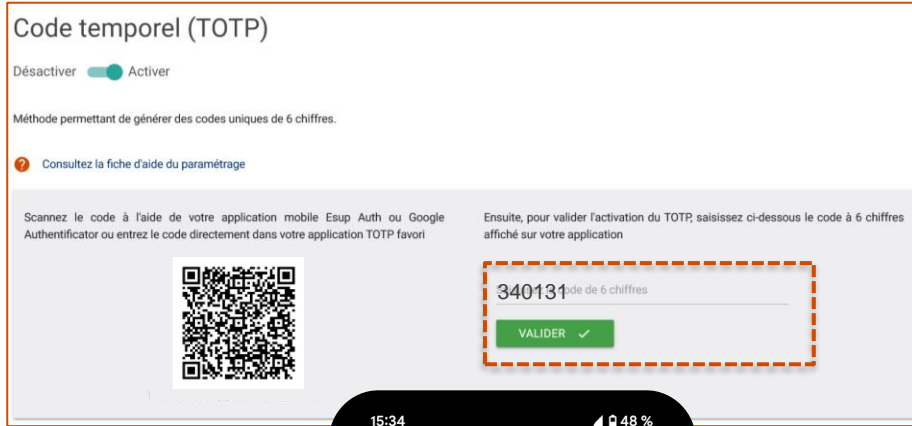 Code temporel (TOTP)
Désactiver Activer
Méthode permettant de générer des codes uniques de 6 chiffres.
? Consultez la fiche d'aide du paramétrage
Scannez le code à l'aide de votre application mobile Esup Auth ou Google
Authentificator ou entrez le code directement dans votre application TOTP favori
Ensuite, pour valider l'activation du TOTP, saisissez ci-dessous le code à 6 chiffres
affiché sur votre application
340131 code de 6 chiffres
VALIDER
15:34 48 %